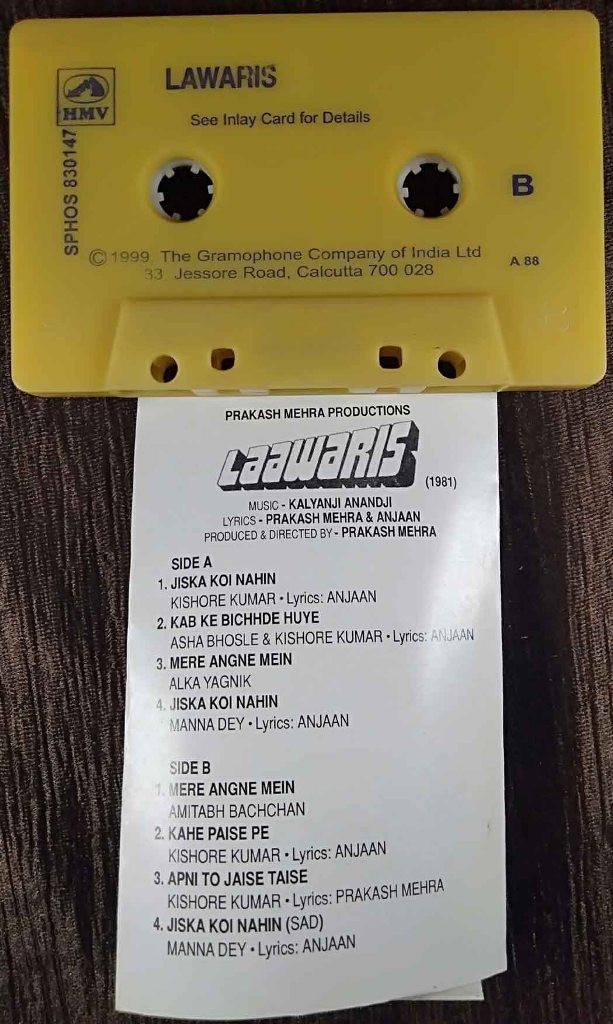 HMV
LAWARIS
See Inlay Card for Details
SPHOS 830147
B
© 1999 The Gramophone Company of India Ltd
33, Jessore Road, Calcutta 700 028
A 88
PRAKASH MEHRA PRODUCTIONS
LaaWaRIS
(1981)
MUSIC - KALYANJI ANANDJI
LYRICS - PRAKASH MEHRA & ANJAAN
PRODUCED & DIRECTED BY - PRAKASH MEHRA
SIDE A
1. JISKA KOI NAHIN
KISHORE KUMAR • Lyrics: ANJAAN
2. KAB KE BICHHDE HUYE
ASHA BHOSLE & KISHORE KUMAR • Lyrics: ANJAAN
3. MERE ANGNE MEIN
ALKA YAGNIK
4. JISKA KOI NAHIN
MANNA DEY • Lyrics: ANJAAN
SIDE B
1. MERE ANGNE MEIN
AMITABH BACHCHAN
2. KAHE PAISE PE
KISHORE KUMAR • Lyrics: ANJAAN
3. APNI TO JAISE TAISE
KISHORE KUMAR • Lyrics: PRAKASH MEHRA
4. JISKA KOI NAHIN (SAD)
MANNA DEY • Lyrics: ANJAAN